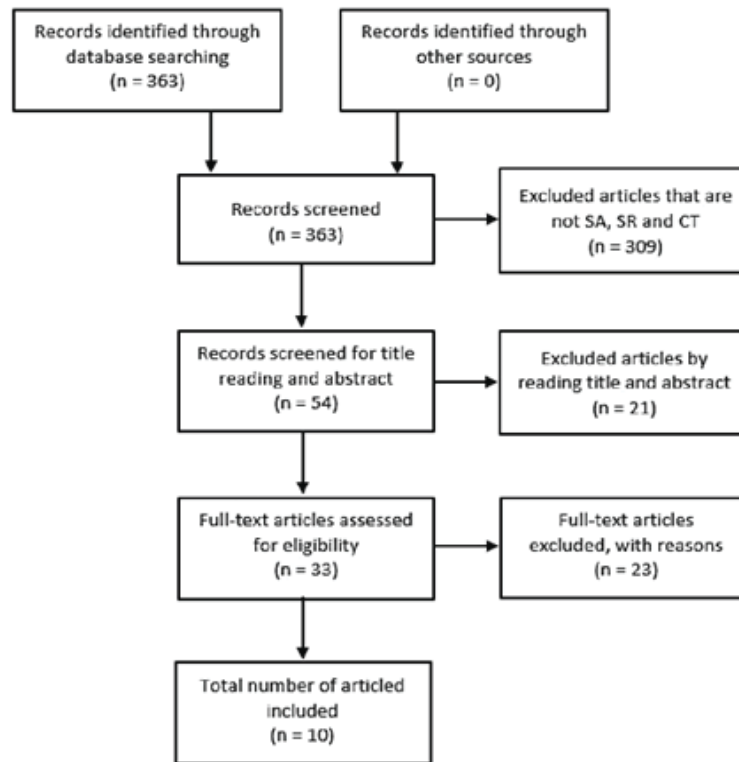 Records identified through
database searching
(n = 363)
Records identified through
other sources
(n = 0)
Records screened
(n = 363)
Excluded articles that are
not SA, SR and CT
(n = 309)
Records screened for title
reading and abstract
(n = 54)
Excluded articles by
reading title and abstract
(n = 21)
Full-text articles assessed
for eligibility
(n = 33)
Full-text articles
excluded, with reasons
(n = 23)
Total number of articled
included
(n = 10)